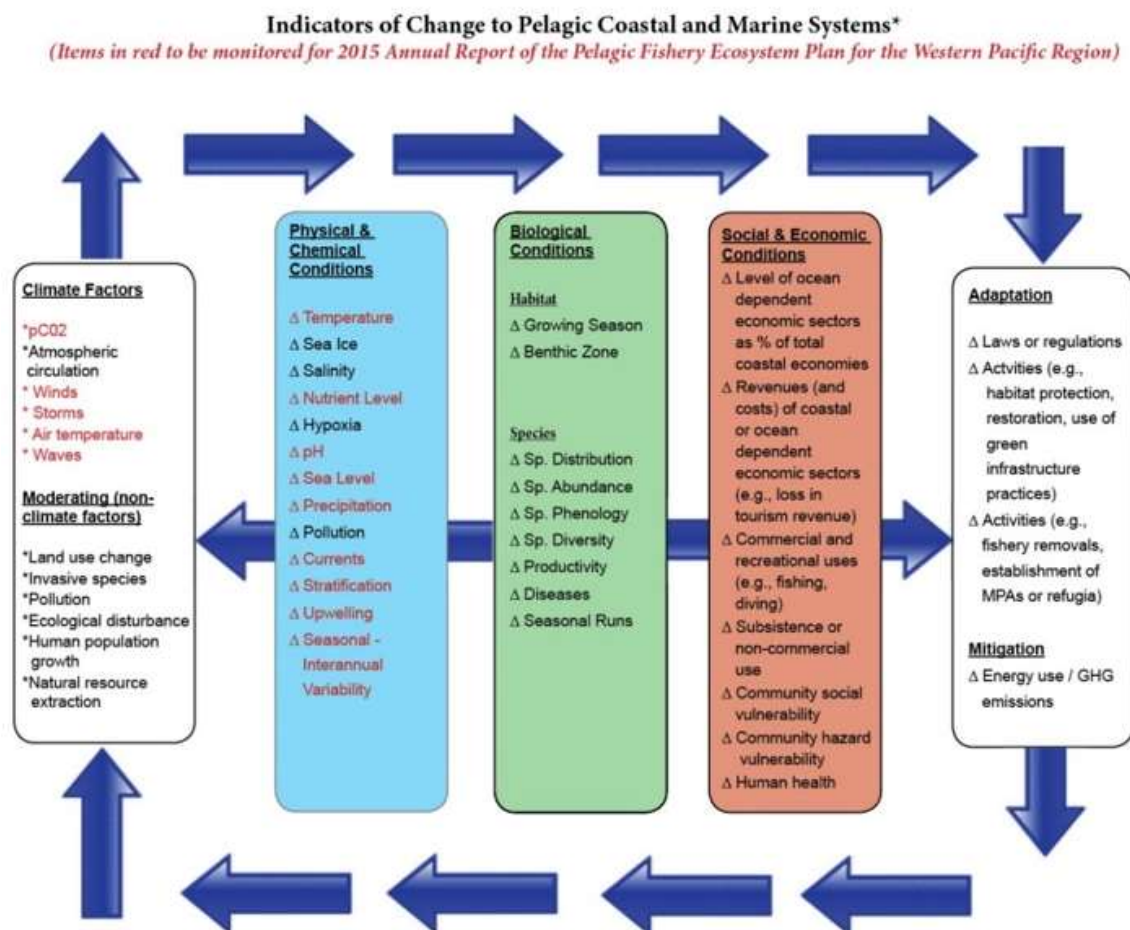 Indicators of Change to Pelagic Coastal and Marine Systems*
(Items in red to be monitored for 2015 Annual Report of the Pelagic Fishery Ecosystem Plan for the Western Pacific Region)
Climate Factors
*pC02
*Atmospheric
circulation
* Winds
* Storms
* Air temperature
* Waves
Moderating (non-
climate factors)
*Land use change
*Invasive species
*Pollution
*Ecological disturbance
*Human population
growth
*Natural resource
extraction
Physical &
Chemical
Conditions
Δ Temperature
Δ Sea Ice
Δ Salinity
Δ Nutrient Level
Δ Hypoxia
Δ pH
Δ Sea Level
Δ Precipitation
Δ Pollution
Δ Currents
Δ Stratification
Δ Upwelling
Δ Seasonal -
Interannual
Variability
Biological
Conditions
Habitat
Δ Growing Season
Δ Benthic Zone
Species
Δ Sp. Distribution
Δ Sp. Abundance
Δ Sp. Phenology
Δ Sp. Diversity
Δ Productivity
Δ Diseases
Δ Seasonal Runs
Social & Economic
Conditions
Δ Level of ocean
dependent
economic sectors
as % of total
coastal economies
Δ Revenues (and
costs) of coastal
or ocean
dependent
economic sectors
(e.g., loss in
tourism revenue)
Δ Commercial and
recreational uses
(e.g., fishing,
diving)
Δ Subsistence or
non-commercial
use
Δ Community social
vulnerability
Δ Community hazard
vulnerability
Δ Human health
Adaptation
Δ Laws or regulations
Δ Actvities (e.g.,
habitat protection,
restoration, use of
green
infrastructure
practices)
Δ Activities (e.g.,
fishery removals,
establishment of
MPAs or refugia)
Mitigation
Δ Energy use / GHG
emissions